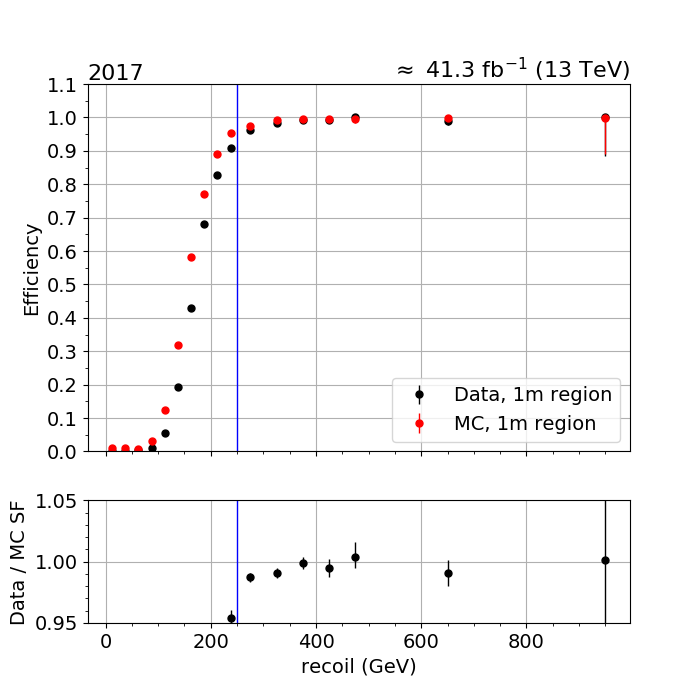 2017
≈ 41.3 fb⁻¹ (13 TeV)
1.1
1.0
0.9
0.8
0.7
0.6
0.5
0.4
0.3
0.2
0.1
0.0
Efficiency
Data, 1m region
MC, 1m region
1.05
1.00
0.95
Data / MC SF
0 200 400 600 800
recoil (GeV)